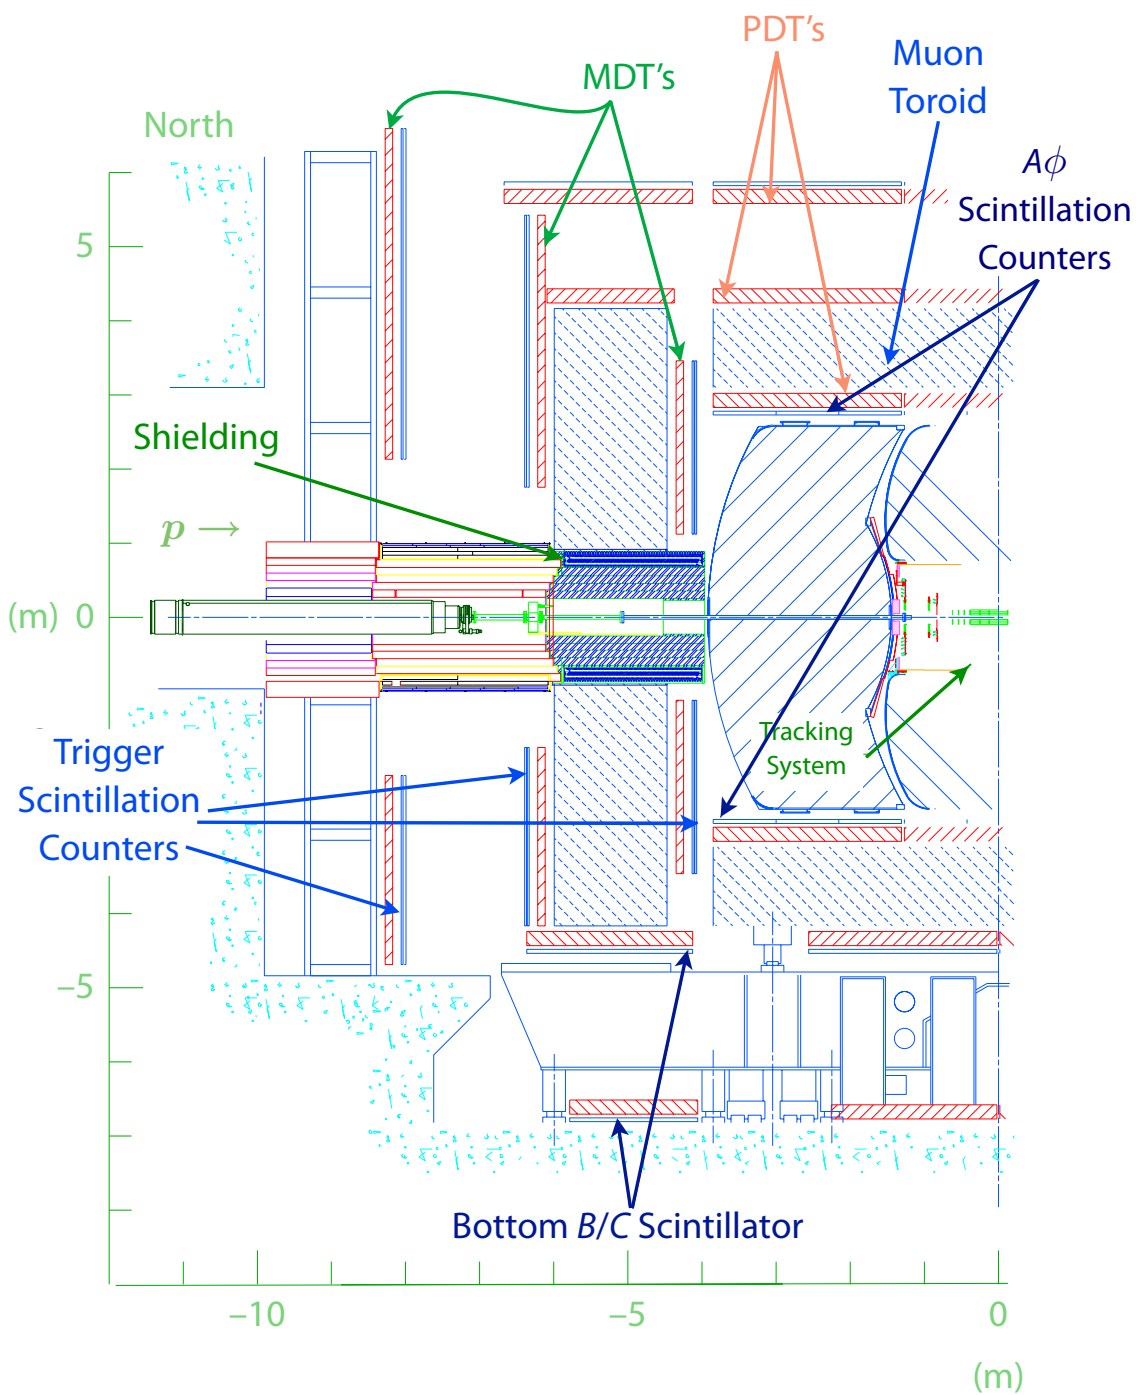 PDT's
MDT's
Muon
Toroid
North
Aϕ
Scintillation
Counters
5
Shielding
p →
(m) 0
Tracking
System
Trigger
Scintillation
Counters
–5
Bottom B/C Scintillator
–10
–5
0
(m)